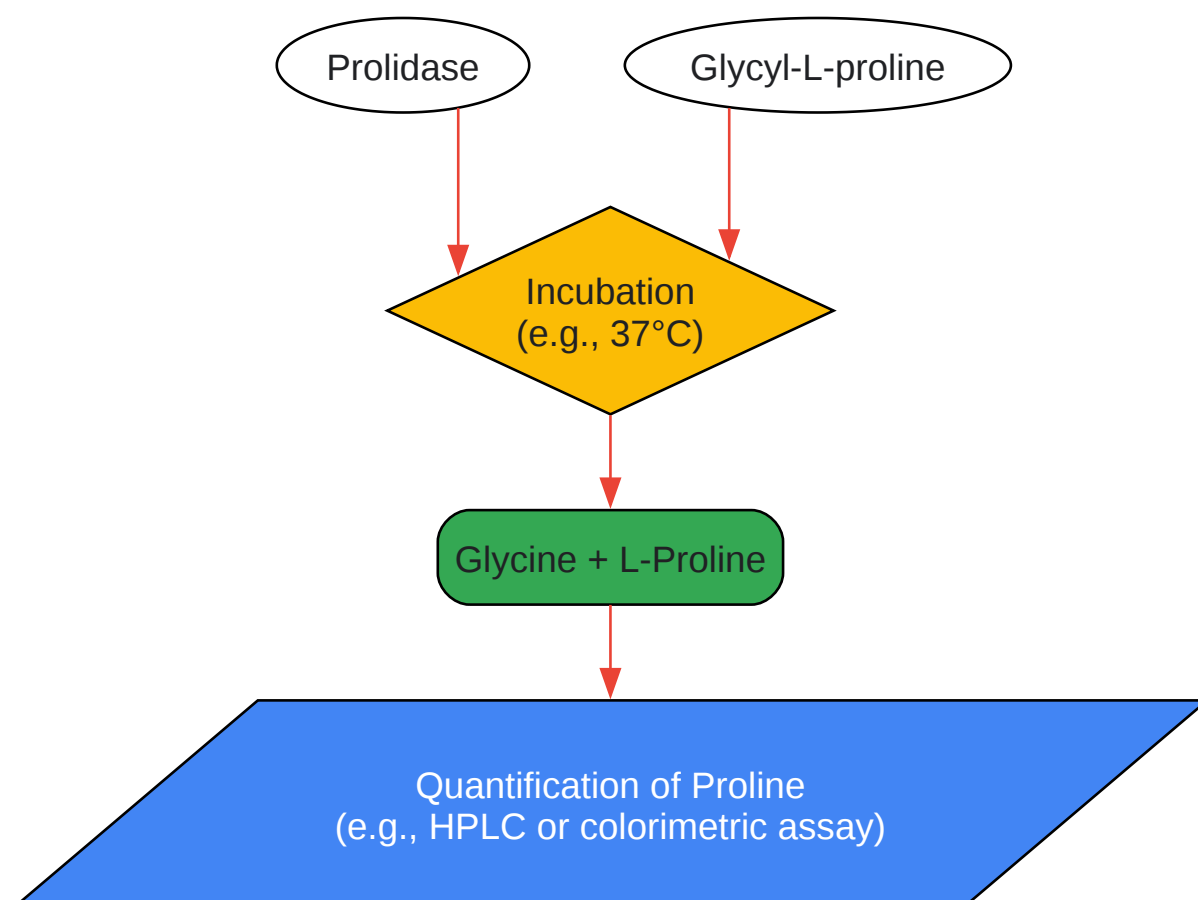 Prolidase
Glycyl-L-proline
Incubation
(e.g., 37°C)
Glycine + L-Proline
Quantification of Proline
(e.g., HPLC or colorimetric assay)